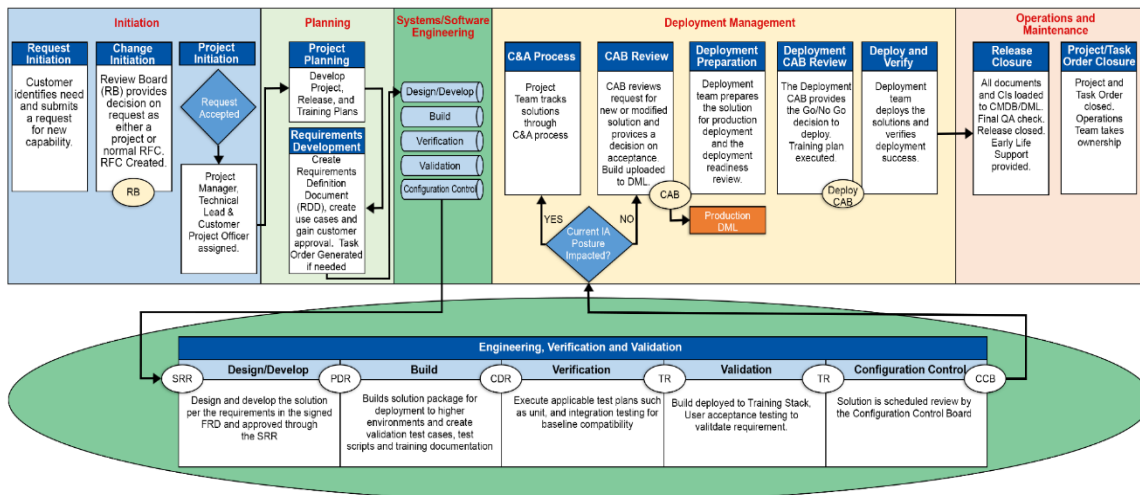 Initiation
Request
Initiation
Customer
identifies need
and submits
a request
for new
capability.
Change
Initiation
Review Board
(RB) provides
decision on
request as
either a
project or
normal RFC.
RFC Created.
RB
Project
Initiation
Request
Accepted
Project
Manager,
Technical
Lead &
Customer
Project Officer
assigned.
Planning
Project
Planning
Develop
Project,
Release, and
Training Plans
Requirements
Development
Create
Requirements
Definition
Document
(RDD), create
use cases and
gain customer
approval. Task
Order Generated if
needed
Systems/Software
Engineering
Design/Develop
Build
Verification
Validation
Configuration Control
Deployment Management
C&A Process
Project
Team tracks
solutions
through
C&A process
CAB Review
CAB reviews
request for
new or modified
solution and
provices a
decision on
acceptance.
Build uploaded
to DML.
CAB
Production
DML
YES
NO
Current IA
Posture
Impacted?
Deployment
Preparation
Deployment
team prepares
the solution
for production
deployment
and the
deployment
readiness
review.
Deployment
CAB Review
The Deployment
CAB provides
the Go/No Go
decision to
deploy.
Training plan
executed.
Deploy
CAB
Deploy and
Verify
Deployment
team
deploys the
solutions
and verifies
deployment
success.
Operations and
Maintenance
Release
Closure
All documents
and CIs loaded
to CMDB/DML.
Final QA check.
Release closed.
Early Life
Support
provided.
Project/Task
Order Closure
Project and
Task Order
closed.
Operations
Team takes
ownership
Engineering, Verification and Validation
SRR
Design/Develop
Design and develop the solution
per the requirements in the signed
FRD and approved through
the SRR
PDR
Build
Builds solution package for
deployment to higher
environments and create
validation test cases, test
scripts and training documentation
CDR
Verification
Execute applicable test plans such
as unit, and integration testing for
baseline compatibility
TR
Validation
Build deployed to Training Stack,
User acceptance testing to
valitdate requirement.
TR
Configuration Control
Solution is scheduled review by
the Configuration Control Board
CCB